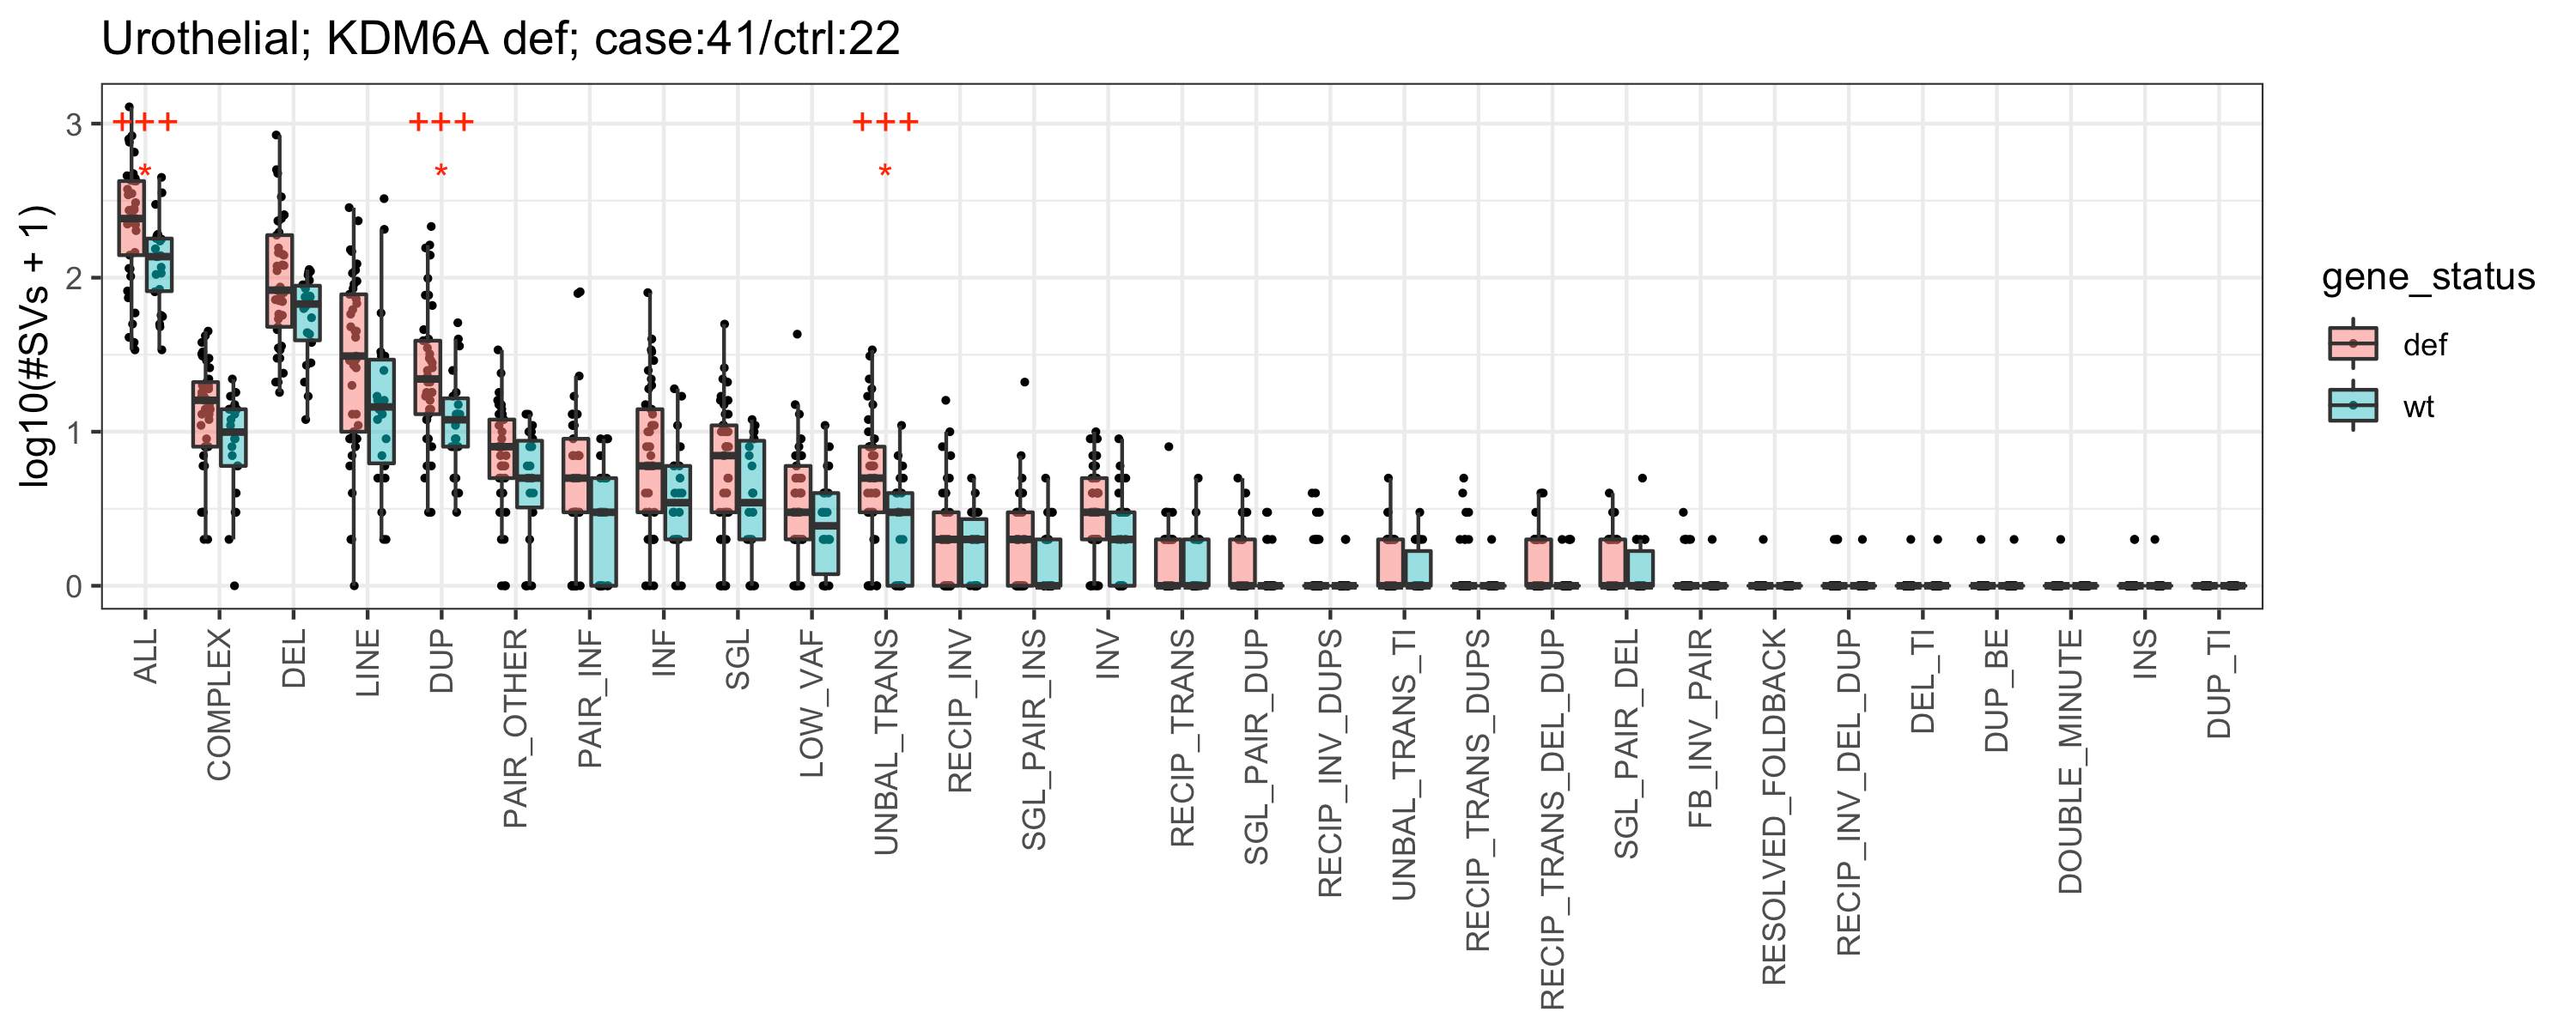 Urothelial; KDM6A def; case:41/ctrl:22
log10(#SVs + 1)
3
2
1
0
+++
+++
+++
*
*
*
ALL
COMPLEX
DEL
LINE
DUP
PAIR_OTHER
PAIR_INF
INF
SGL
LOW_VAF
UNBAL_TRANS
RECIP_INV
SGL_PAIR_INS
INV
RECIP_TRANS
SGL_PAIR_DUP
RECIP_INV_DUPS
UNBAL_TRANS_TI
RECIP_TRANS_DUPS
RECIP_TRANS_DEL_DUP
SGL_PAIR_DEL
FB_INV_PAIR
RESOLVED_FOLDBACK
RECIP_INV_DEL_DUP
DEL_TI
DUP_BE
DOUBLE_MINUTE
INS
DUP_TI
gene_status
def
wt